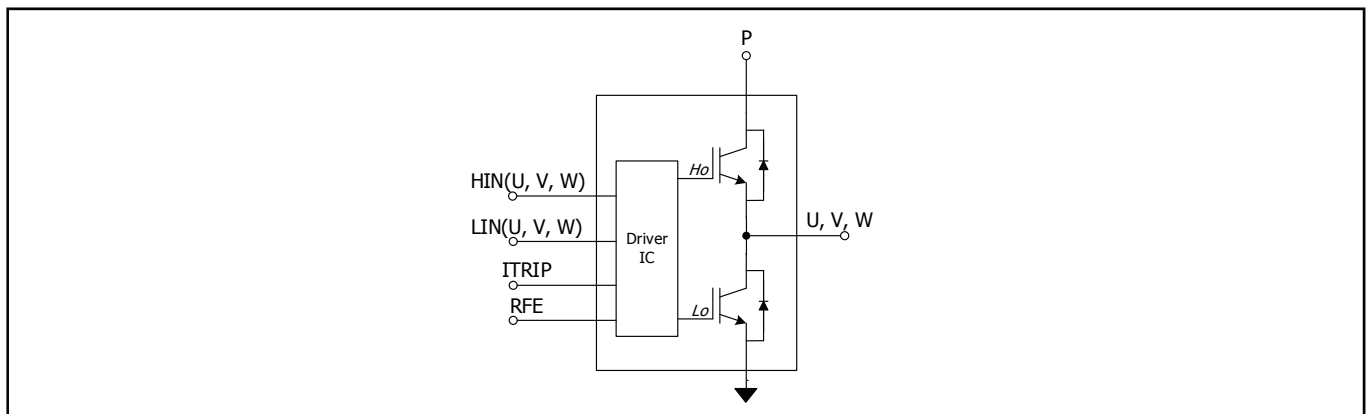 P
HIN(U, V, W)
Ho
LIN(U, V, W)
U, V, W
Driver
IC
ITRIP
RFE
Lo